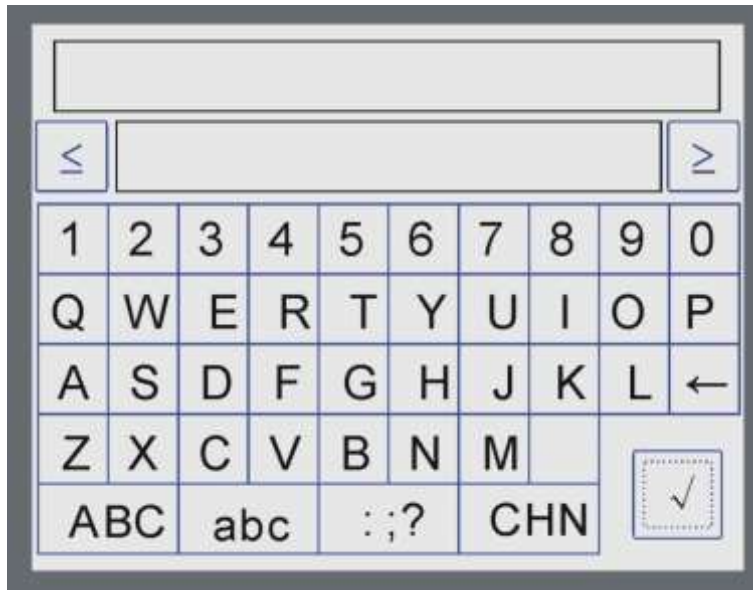 ≤ ≥
1 2 3 4 5 6 7 8 9 0
Q W E R T Y U I O P
A S D F G H J K L ←
Z X C V B N M
√
ABC abc : ;? CHN